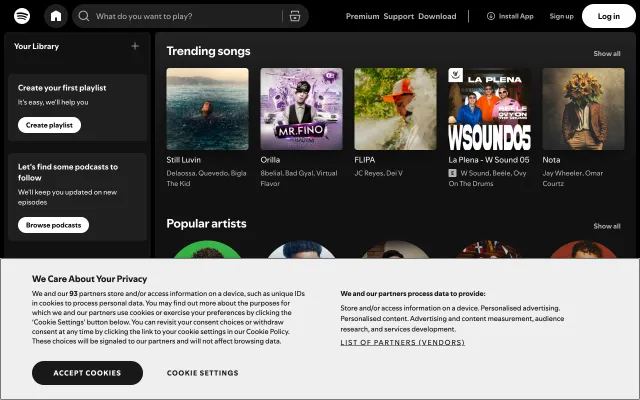 What do you want to play?
Premium Support Download
Install App
Sign up
Log in
Your Library
Create your first playlist
It's easy, we'll help you
Create playlist
Let's find some podcasts to
follow
We'll keep you updated on new
episodes
Browse podcasts
Trending songs
Show all
MR.FINO
LA PLENA
BEÉLE
OVY ON
THE DRUMS
WSOUND05
Still Luvin
Delaossa, Quevedo, Bigla
The Kid
Orilla
8belial, Bad Gyal, Virtual
Flavor
FLIPA
JC Reyes, Dei V
La Plena - W Sound 05
E W Sound, Beéle, Ovy
On The Drums
Nota
Jay Wheeler, Omar
Courtz
Popular artists
Show all
We Care About Your Privacy
We and our 93 partners store and/or access information on a device, such as unique IDs
in cookies to process personal data. You may find out more about the purposes for
which we and our partners use cookies or exercise your preferences by clicking the
'Cookie Settings' button below. You can revisit your consent choices or withdraw
consent at any time by clicking the link to your cookie settings in our Cookie Policy.
These choices will be signaled to our partners and will not affect browsing data.
We and our partners process data to provide:
Store and/or access information on a device. Personalised advertising.
Personalised content. Advertising and content measurement, audience
research, and services development.
LIST OF PARTNERS (VENDORS)
ACCEPT COOKIES
COOKIE SETTINGS